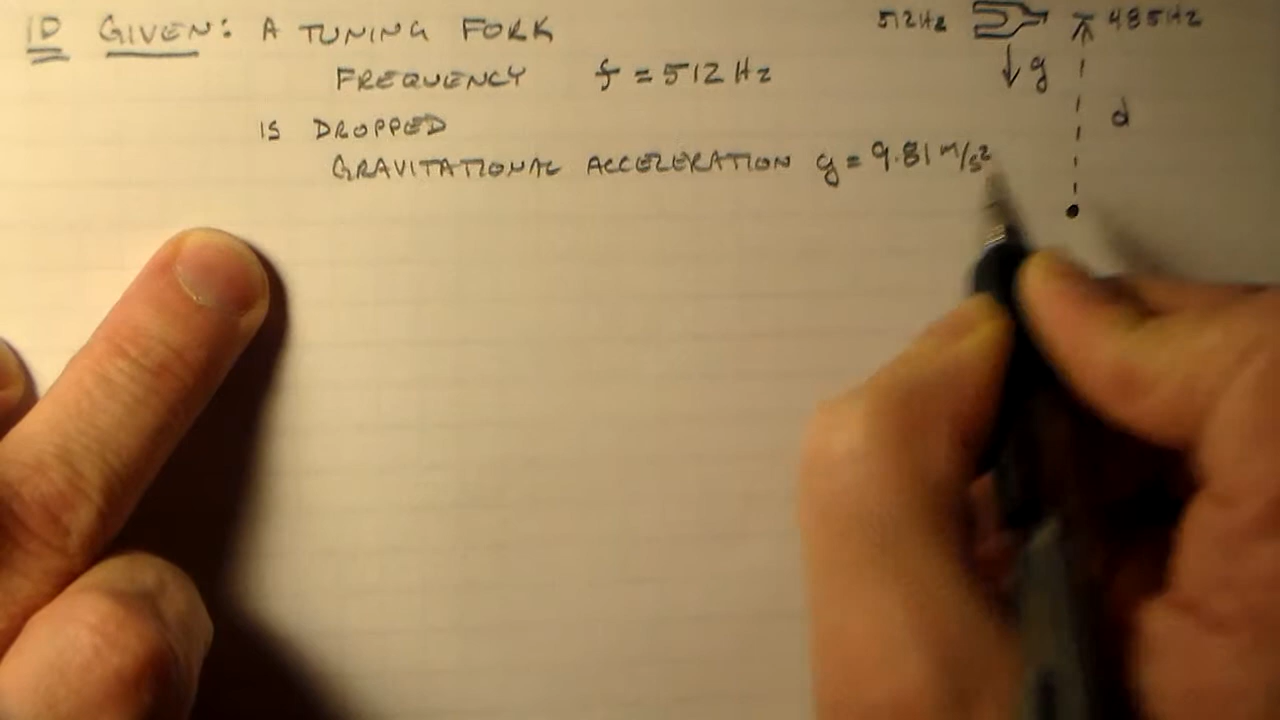 1D GIVEN: A TUNING FORK
FREQUENCY f = 512 Hz
IS DROPPED
GRAVITATIONAL ACCELERATION g = 9.81 m/s²
512Hz
485Hz
g
d